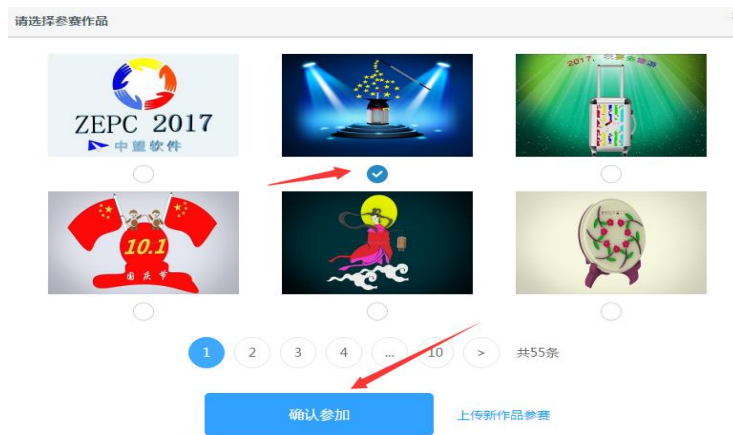 请选择参赛作品
ZEPC 2017
中望软件
10.1
国庆节
1 2 3 4 ... 10 > 共55条
确认参加 上传新作品参赛